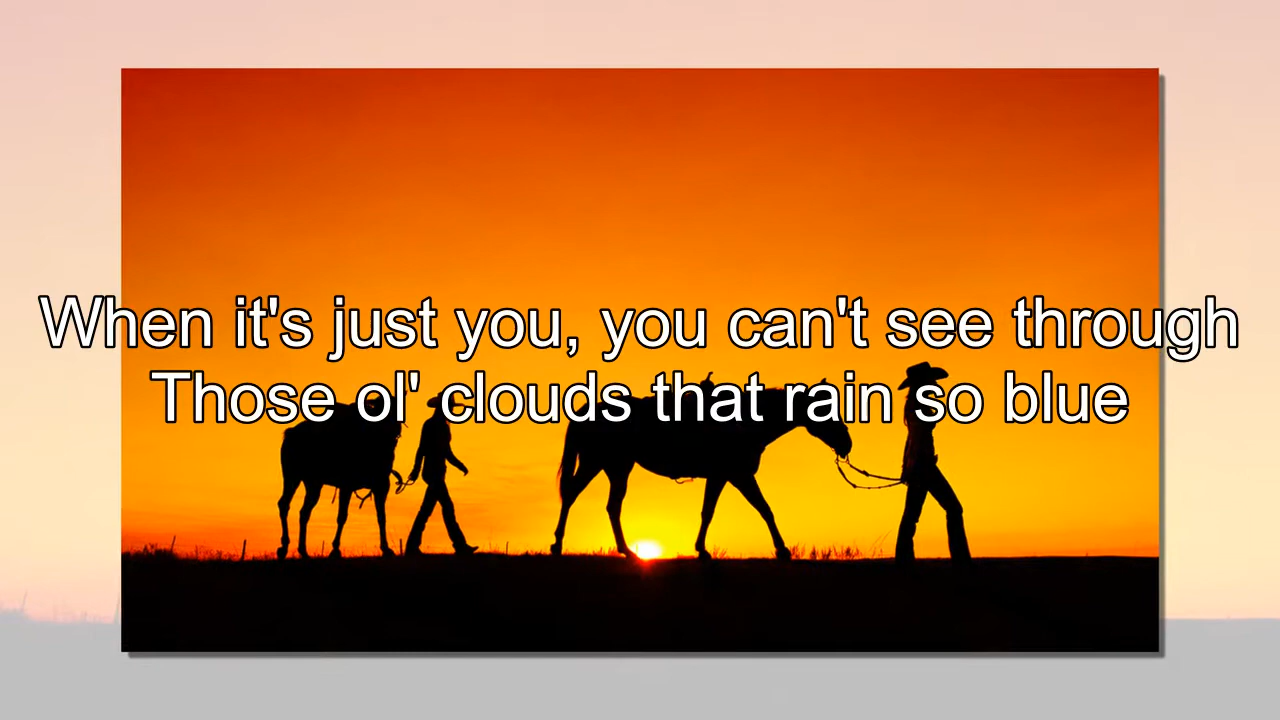 When it's just you, you can't see through
Those ol' clouds that rain so blue